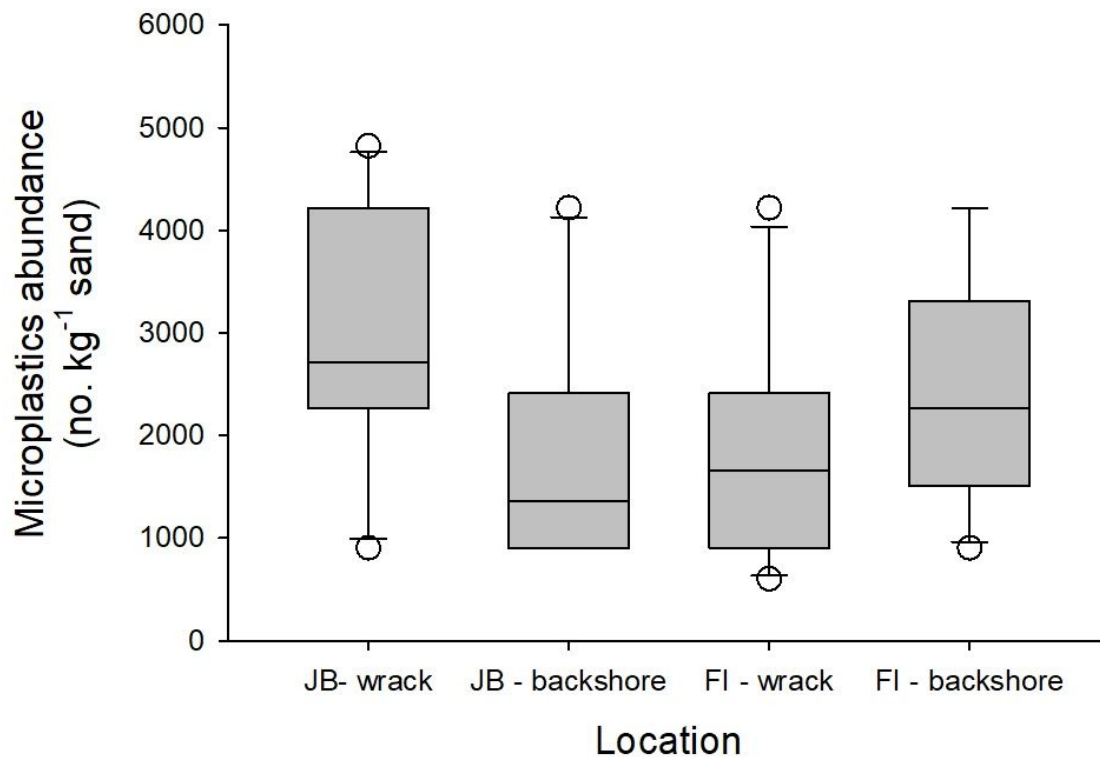 Microplastics abundance
(no. kg⁻¹ sand)
6000
5000
4000
3000
2000
1000
0
JB- wrack
JB - backshore
FI - wrack
FI - backshore
Location